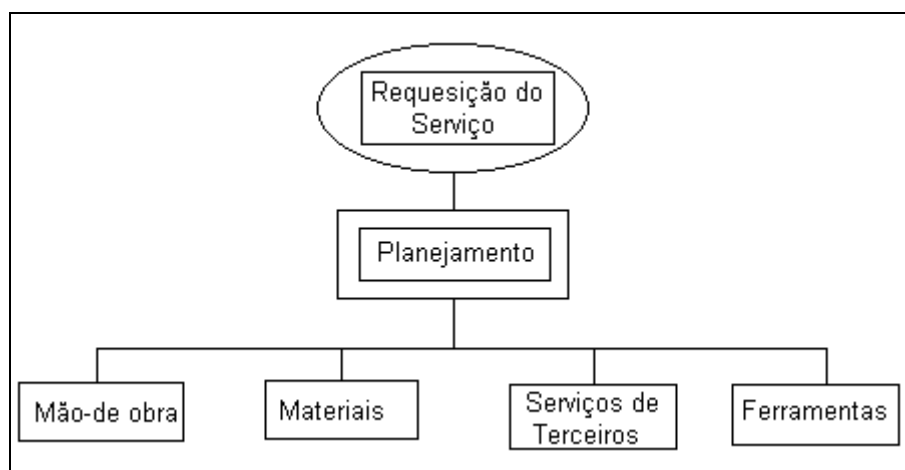 Requesição do
Serviço
Planejamento
Mão-de obra
Materiais
Serviços de
Terceiros
Ferramentas